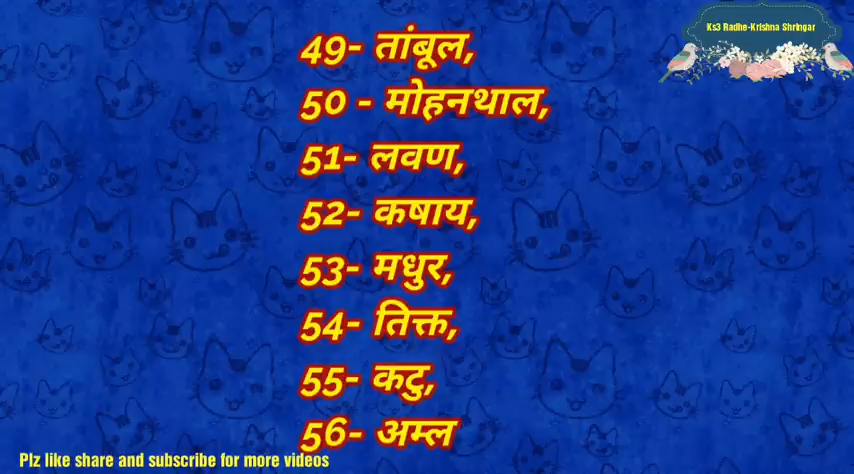 Ks3 Radhe-Krishna Shringar
49- तांबूल,
50 - मोहनथाल,
51- लवण,
52- कषाय,
53- मधुर,
54- तिक्त,
55- कटु,
56- अम्ल
Plz like share and subscribe for more videos